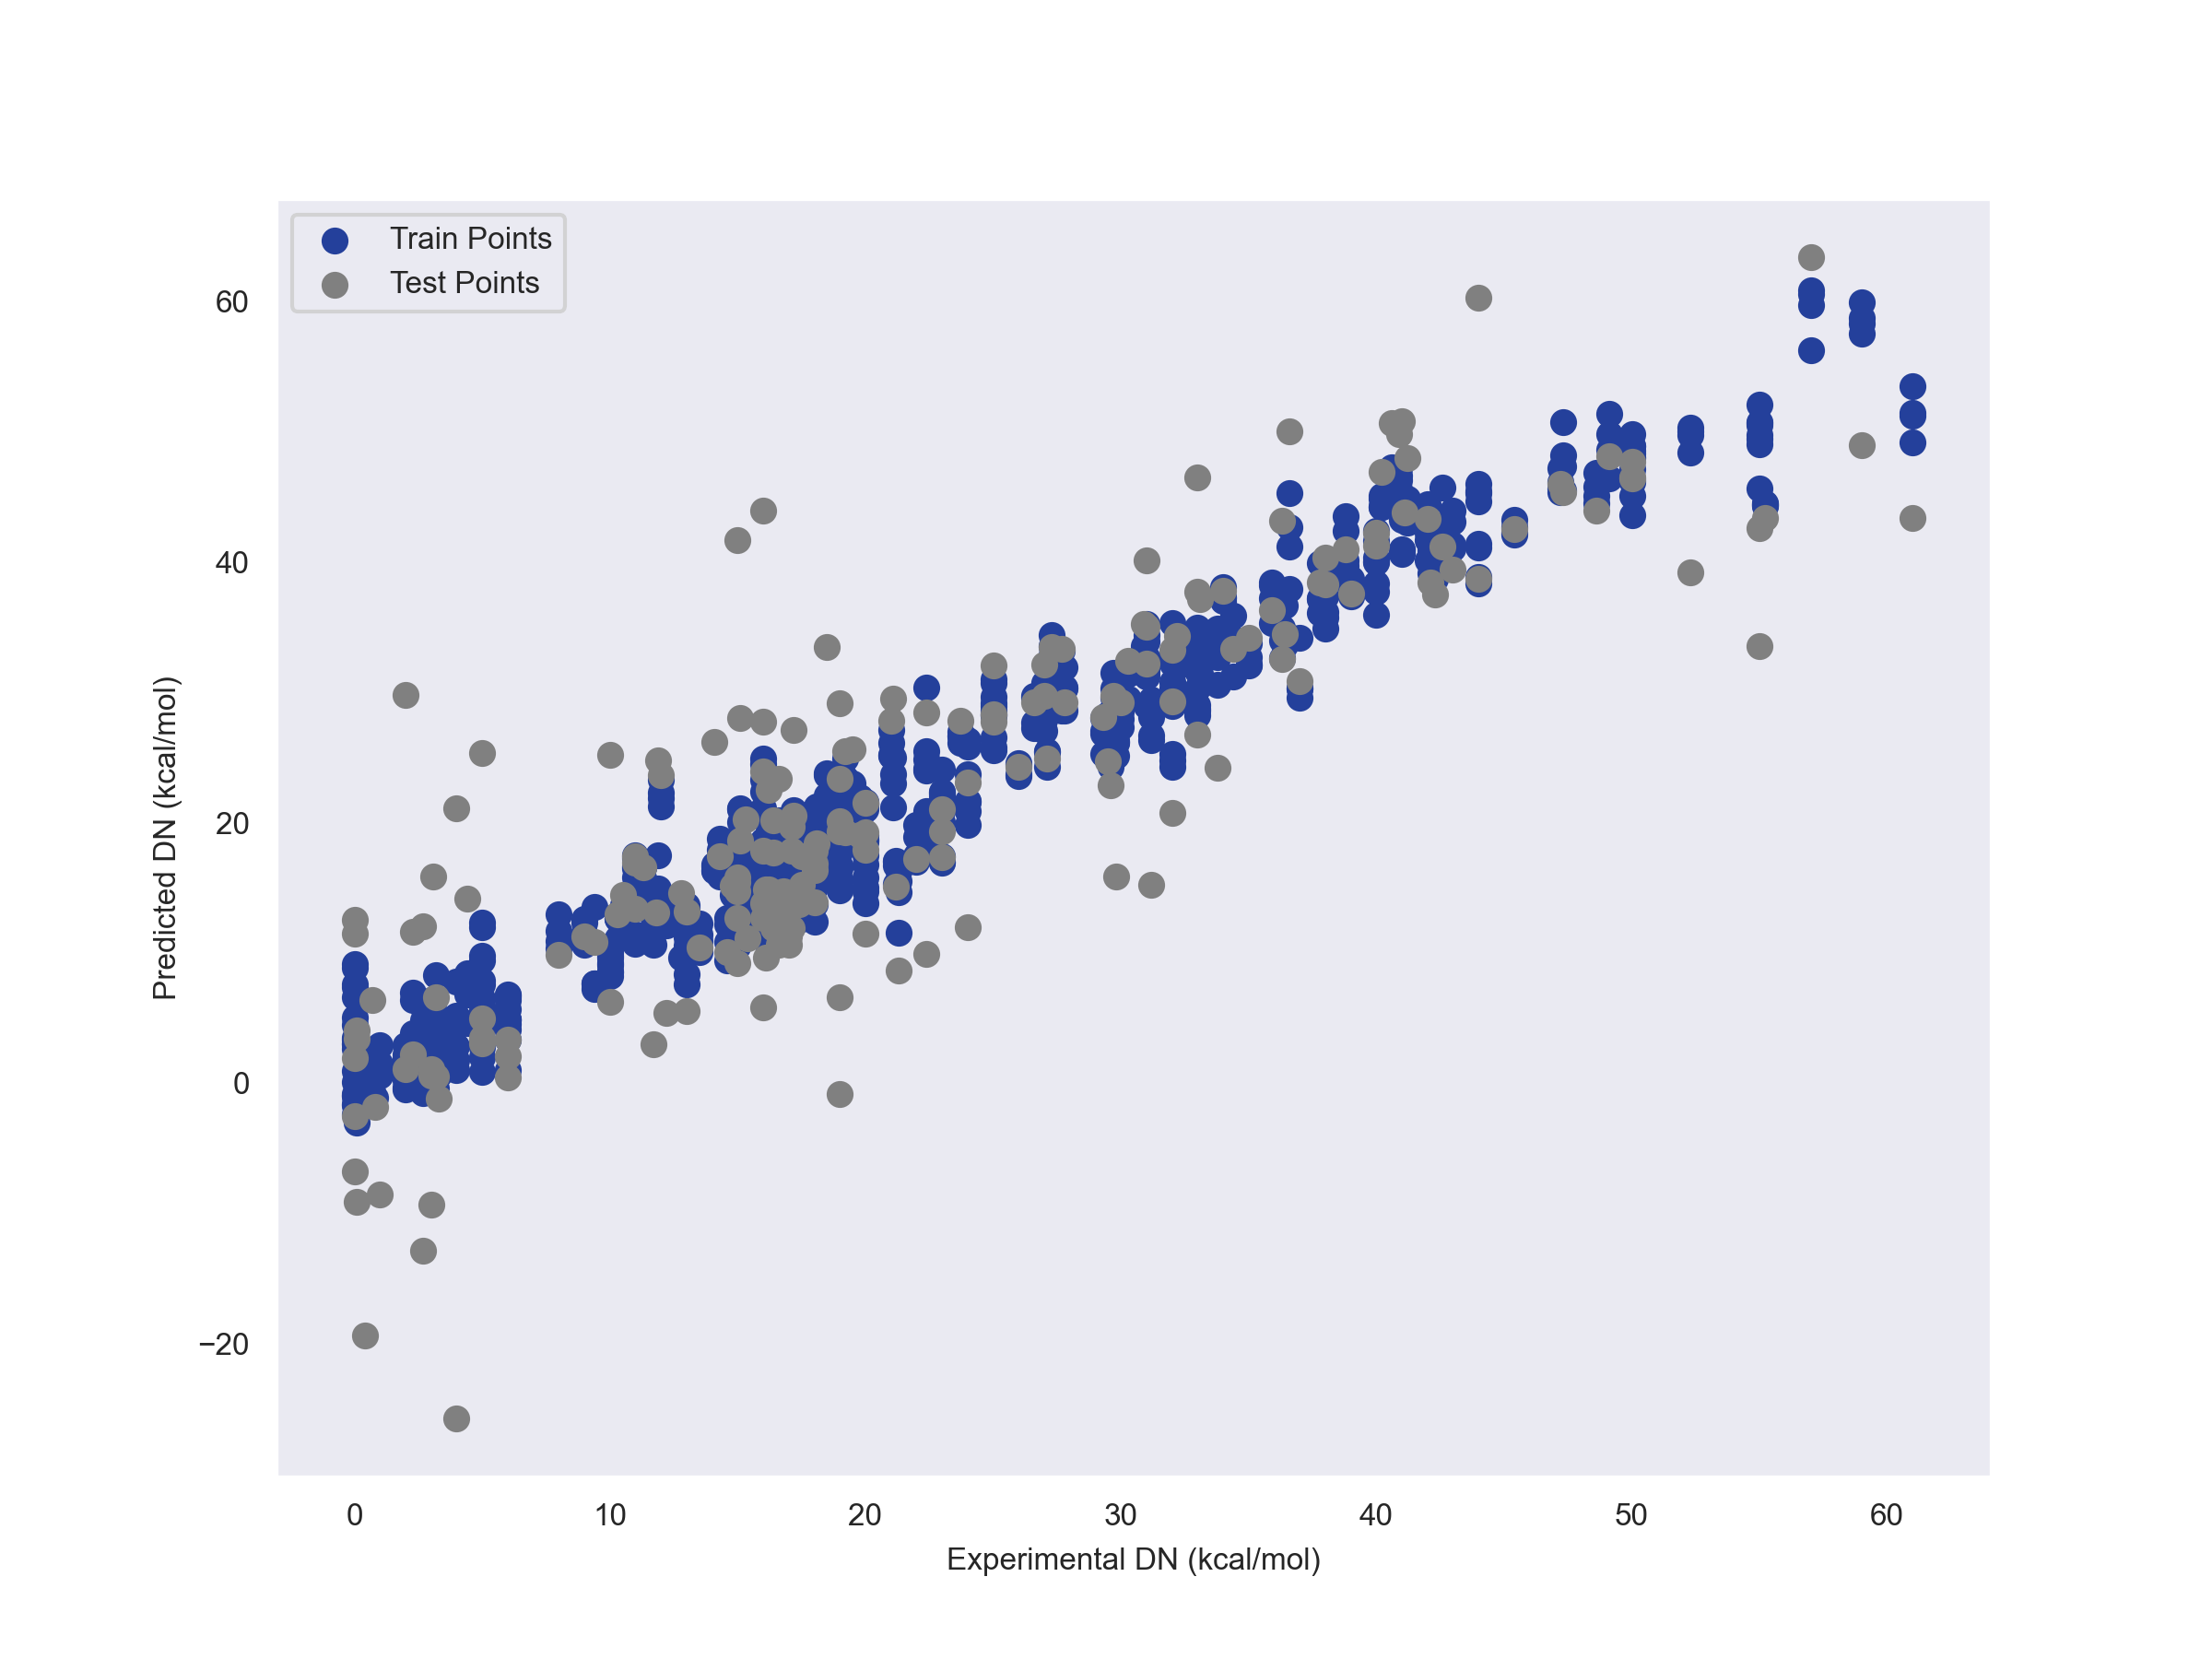 Train Points
Test Points
60
40
20
0
−20
Predicted DN (kcal/mol)
0 10 20 30 40 50 60
Experimental DN (kcal/mol)